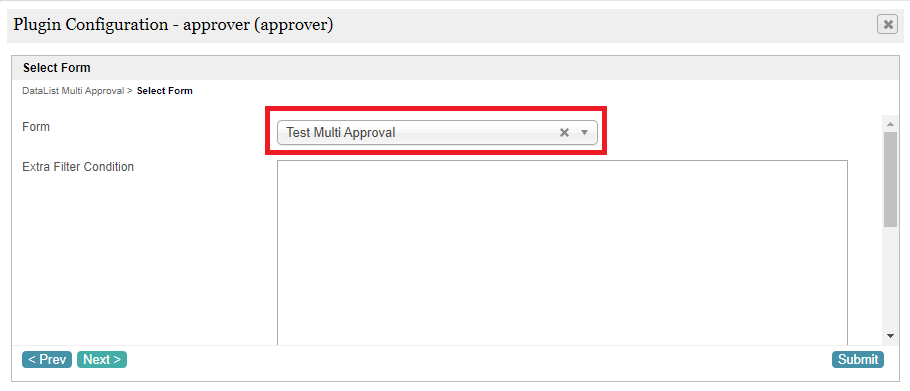 Plugin Configuration - approver (approver)
Select Form
DataList Multi Approval > Select Form
Form
Test Multi Approval
Extra Filter Condition
< Prev Next > Submit